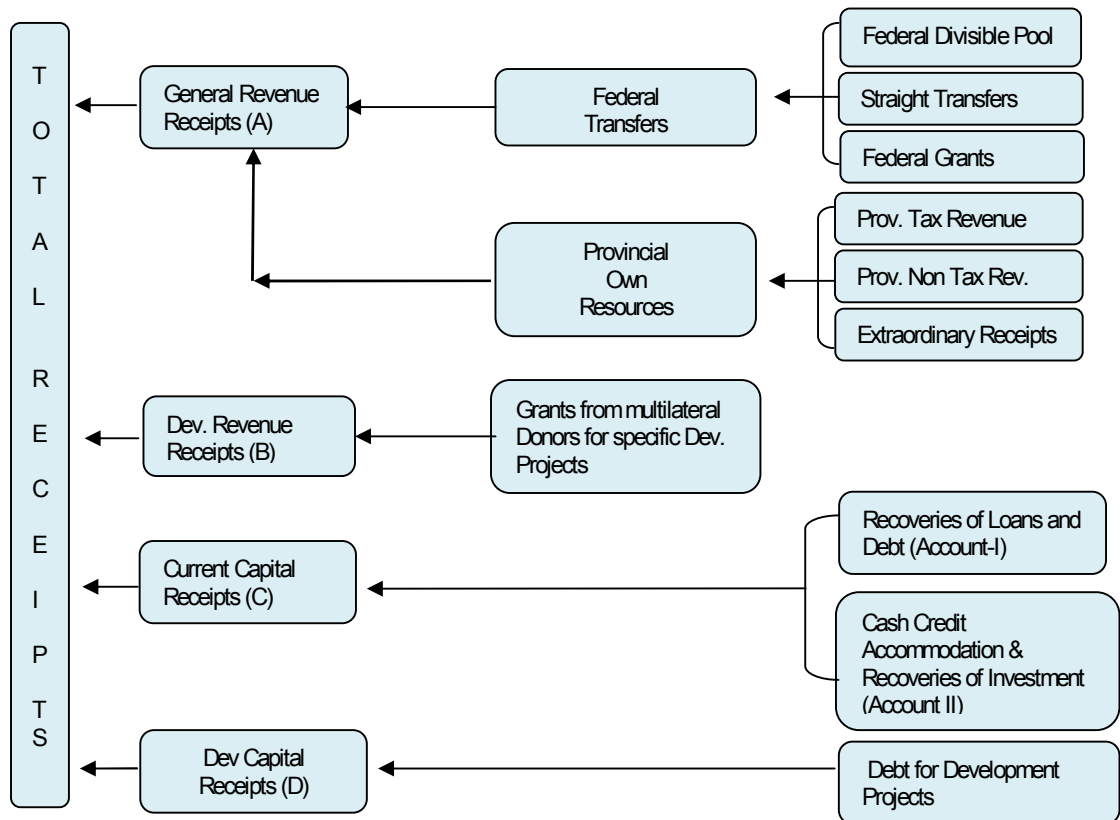 TOTAL RECEIPTS
General Revenue
Receipts (A)
Federal
Transfers
Federal Divisible Pool
Straight Transfers
Federal Grants
Provincial
Own
Resources
Prov. Tax Revenue
Prov. Non Tax Rev.
Extraordinary Receipts
Dev. Revenue
Receipts (B)
Grants from multilateral
Donors for specific Dev.
Projects
Current Capital
Receipts (C)
Recoveries of Loans and
Debt (Account-I)
Cash Credit
Accommodation &
Recoveries of Investment
(Account II)
Dev Capital
Receipts (D)
Debt for Development
Projects